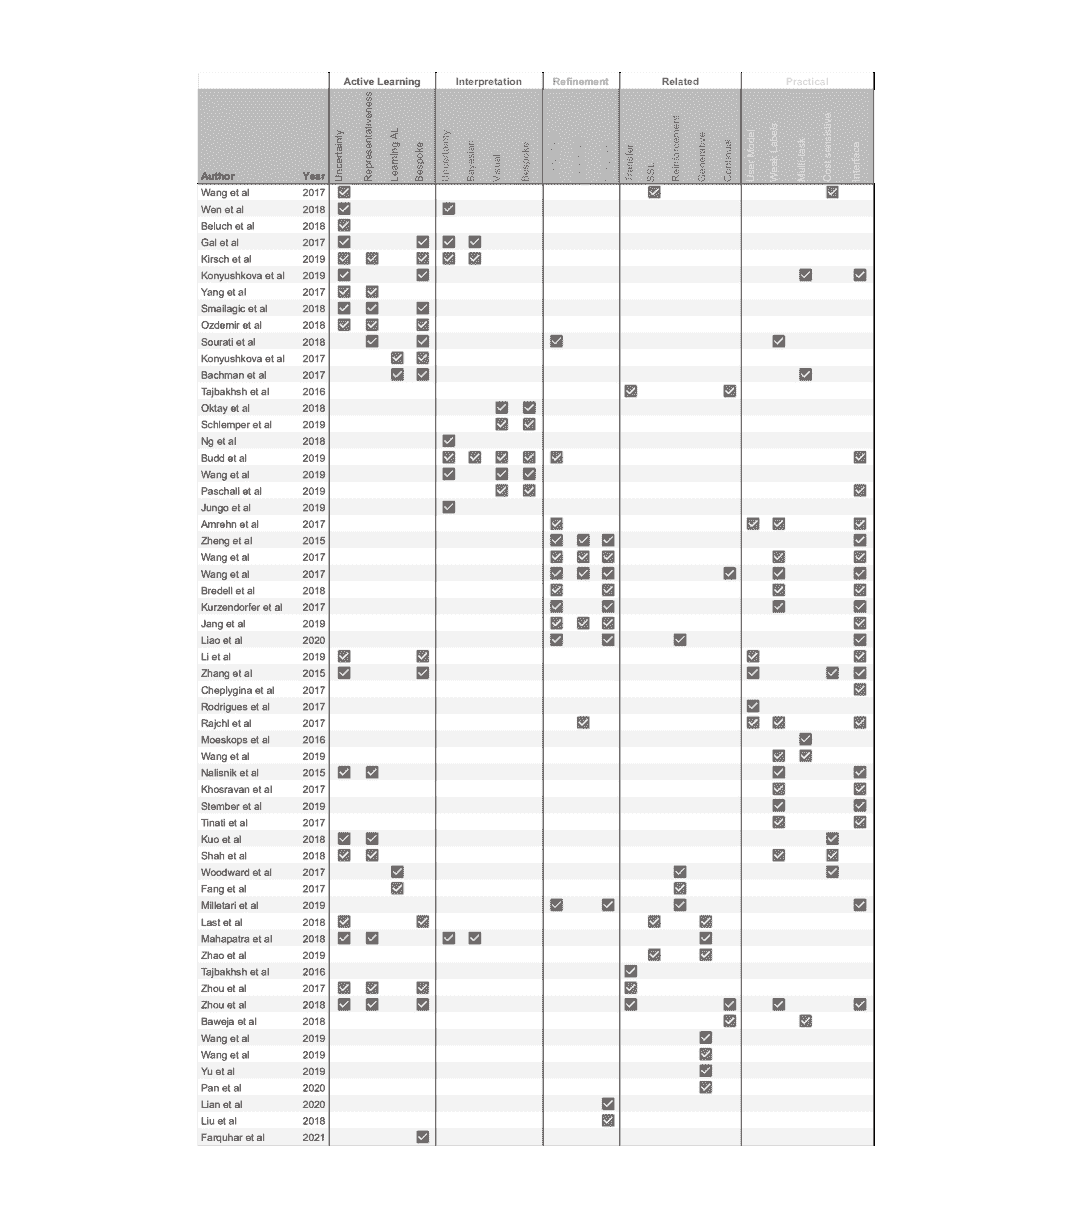 Active Learning Interpretation Refinement Related Practical
Author Year Uncertainty Representativeness Learning AL Bespoke Uncertainty Bayesian Visual Bespoke Transfer SSL Reinforcement Generative Continual User Model Weak Labels Multi-task Cost sensistive Interface
Wang et al 2017
Wen et al 2018
Beluch et al 2018
Gal et al 2017
Kirsch et al 2019
Konyushkova et al 2019
Yang et al 2017
Smailagic et al 2018
Ozdemir et al 2018
Sourati et al 2018
Konyushkova et al 2017
Bachman et al 2017
Tajbakhsh et al 2016
Oktay et al 2018
Schlemper et al 2019
Ng et al 2018
Budd et al 2019
Wang et al 2019
Paschali et al 2019
Jungo et al 2019
Amrehn et al 2017
Zheng et al 2015
Wang et al 2017
Wang et al 2017
Bredell et al 2018
Kurzendorfer et al 2017
Jang et al 2019
Liao et al 2020
Li et al 2019
Zhang et al 2015
Cheplygina et al 2017
Rodrigues et al 2017
Rajchl et al 2017
Moeskops et al 2016
Wang et al 2019
Nalisnik et al 2015
Khosravan et al 2017
Stember et al 2019
Tinati et al 2017
Kuo et al 2018
Shah et al 2018
Woodward et al 2017
Fang et al 2017
Milletari et al 2019
Last et al 2018
Mahapatra et al 2018
Zhao et al 2019
Tajbakhsh et al 2016
Zhou et al 2017
Zhou et al 2018
Baweja et al 2018
Wang et al 2019
Wang et al 2019
Yu et al 2019
Pan et al 2020
Lian et al 2020
Liu et al 2018
Farquhar et al 2021